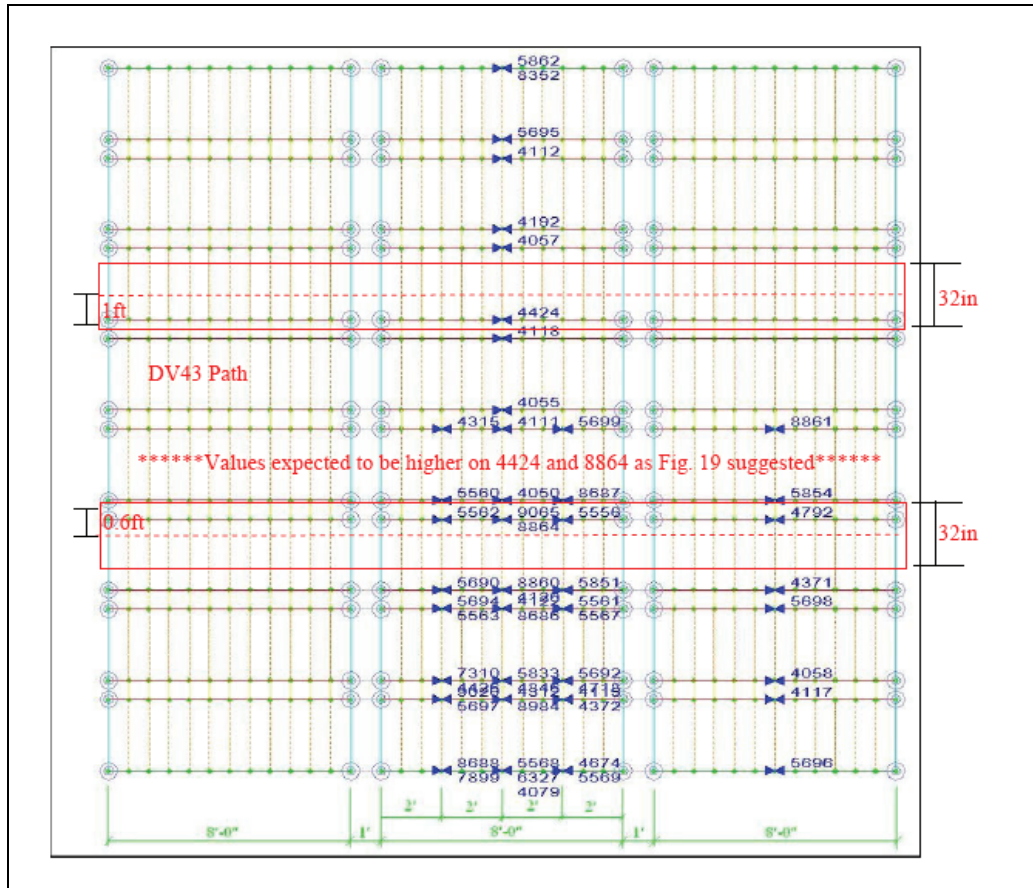 5862
8352
5695
4112
4192
4057
32in
1ft
4424
4118
DV43 Path
4055
4315 4111 5699 8861
******Values expected to be higher on 4424 and 8864 as Fig. 19 suggested******
5560 4050 8687 5854
0.6ft
5562 9065 5556 4792
8864
32in
5690 8860 5851 4371
4126
5694 4122 5561 5698
5563 8686 5567
7310 5833 5692 4058
4117
5697 8984 4372
8688 5568 4674 5696
7899 6327 5569
4079
2' 2' 2' 2'
8'-0" 1' 8'-0" 1' 8'-0"